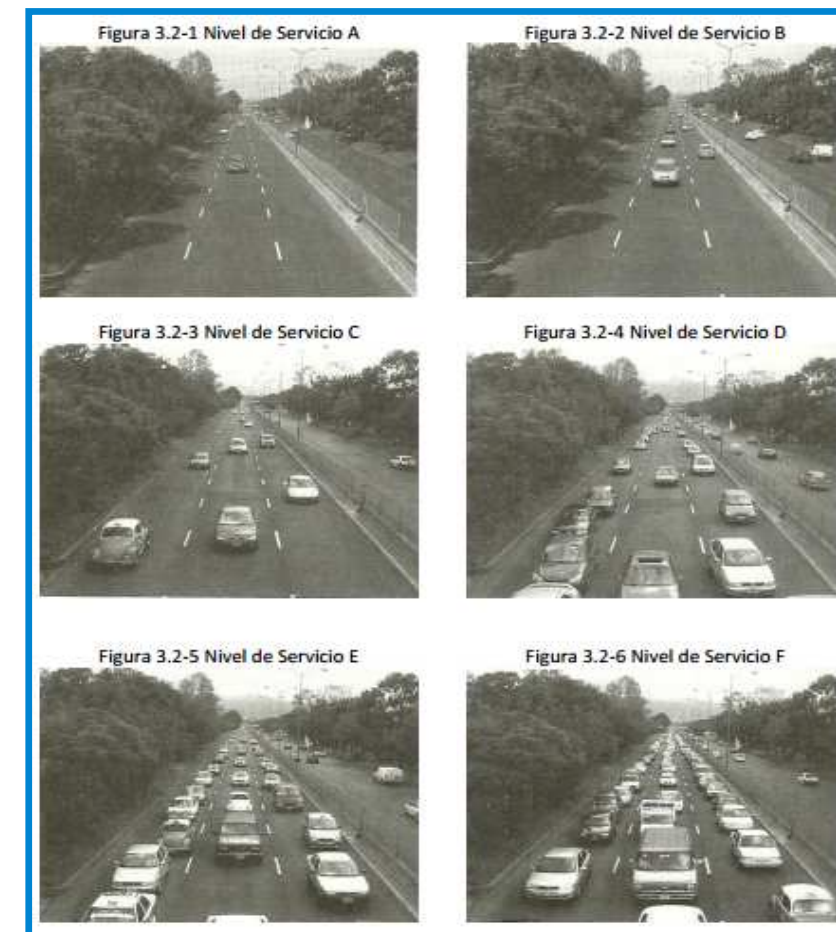 Figura 3.2-1 Nivel de Servicio A
Figura 3.2-2 Nivel de Servicio B
Figura 3.2-3 Nivel de Servicio C
Figura 3.2-4 Nivel de Servicio D
Figura 3.2-5 Nivel de Servicio E
Figura 3.2-6 Nivel de Servicio F